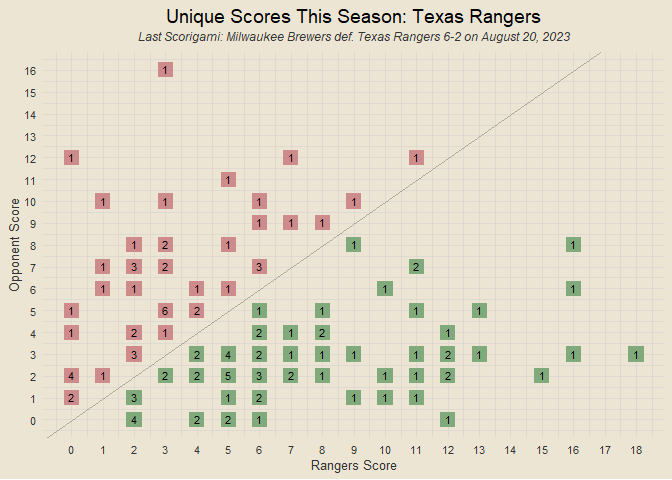 Unique Scores This Season: Texas Rangers
Last Scorigami: Milwaukee Brewers def. Texas Rangers 6-2 on August 20, 2023
16 1
15
14
13
12 1 1 1
11 1
10 1 1 1 1
9 1 1 1
8 1 2 1 1 1
7 1 3 2 3 2
6 1 1 1 1 1 1
5 1 6 2 1 1 1 1
4 1 2 1 2 1 2 1
3 3 2 4 2 1 1 1 1 2 1 1 1
2 4 1 2 2 5 3 2 1 1 1 2 1
1 2 3 1 2 1 1 1
0 4 2 2 1 1
0 1 2 3 4 5 6 7 8 9 10 11 12 13 14 15 16 17 18
Rangers Score
Opponent Score